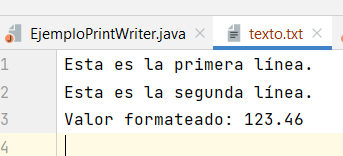 EjemploPrintWriter.java texto.txt
1 Esta es la primera línea.
2 Esta es la segunda línea.
3 Valor formateado: 123.46
4